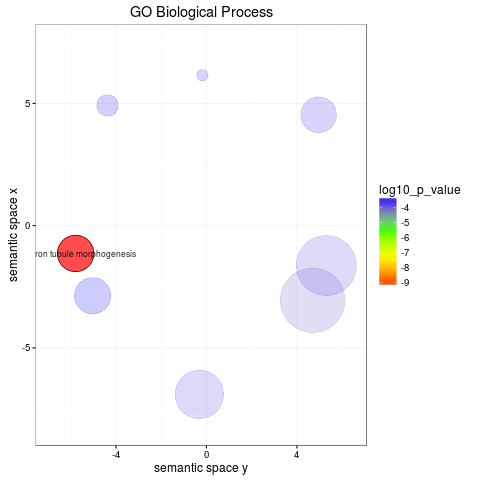 GO Biological Process
semantic space x
5
0
-5
ron tubule morphogenesis
-4
0
4
semantic space y
log10_p_value
-4
-5
-6
-7
-8
-9